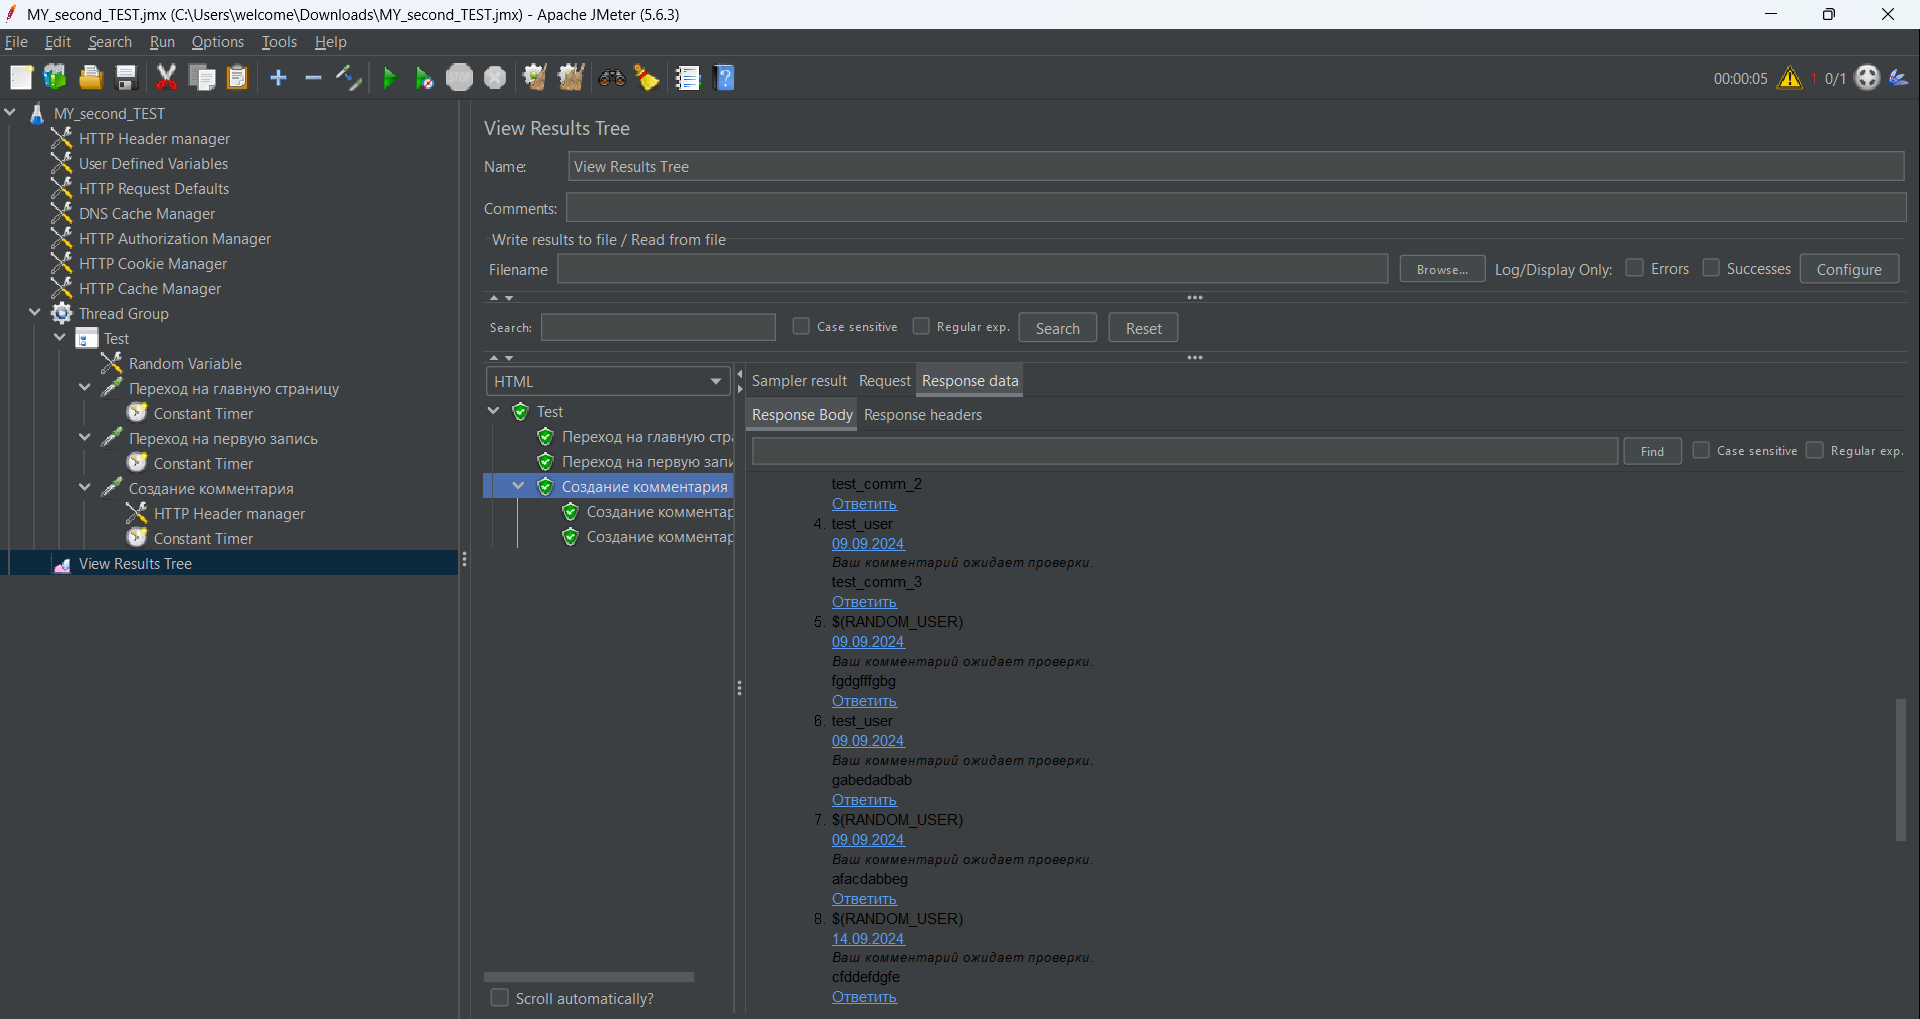 MY_second_TEST.jmx (C:\Users\welcome\Downloads\MY_second_TEST.jmx) - Apache JMeter (5.6.3)
File Edit Search Run Options Tools Help
STOP
00:00:05 1 0/1
MY_second_TEST
HTTP Header manager
User Defined Variables
HTTP Request Defaults
DNS Cache Manager
HTTP Authorization Manager
HTTP Cookie Manager
HTTP Cache Manager
Thread Group
Test
Random Variable
Переход на главную страницу
Constant Timer
Переход на первую запись
Constant Timer
Создание комментария
HTTP Header manager
Constant Timer
View Results Tree
View Results Tree
Name: View Results Tree
Comments:
Write results to file / Read from file
Filename Browse... Log/Display Only: Errors Successes Configure
Search: Case sensitive Regular exp. Search Reset
HTML
Test
Переход на главную стра
Переход на первую запи
Создание комментария
Создание комментар
Создание комментар
Scroll automatically?
Sampler result Request Response data
Response Body Response headers
Find Case sensitive Regular exp.
test_comm_2
Ответить
4. test_user
09.09.2024
Ваш комментарий ожидает проверки.
test_comm_3
Ответить
5. $(RANDOM_USER)
09.09.2024
Ваш комментарий ожидает проверки.
fgdgfffgbg
Ответить
6. test_user
09.09.2024
Ваш комментарий ожидает проверки.
gabedadbab
Ответить
7. $(RANDOM_USER)
09.09.2024
Ваш комментарий ожидает проверки.
afacdabbeg
Ответить
8. $(RANDOM_USER)
14.09.2024
Ваш комментарий ожидает проверки.
cfddefdgfe
Ответить